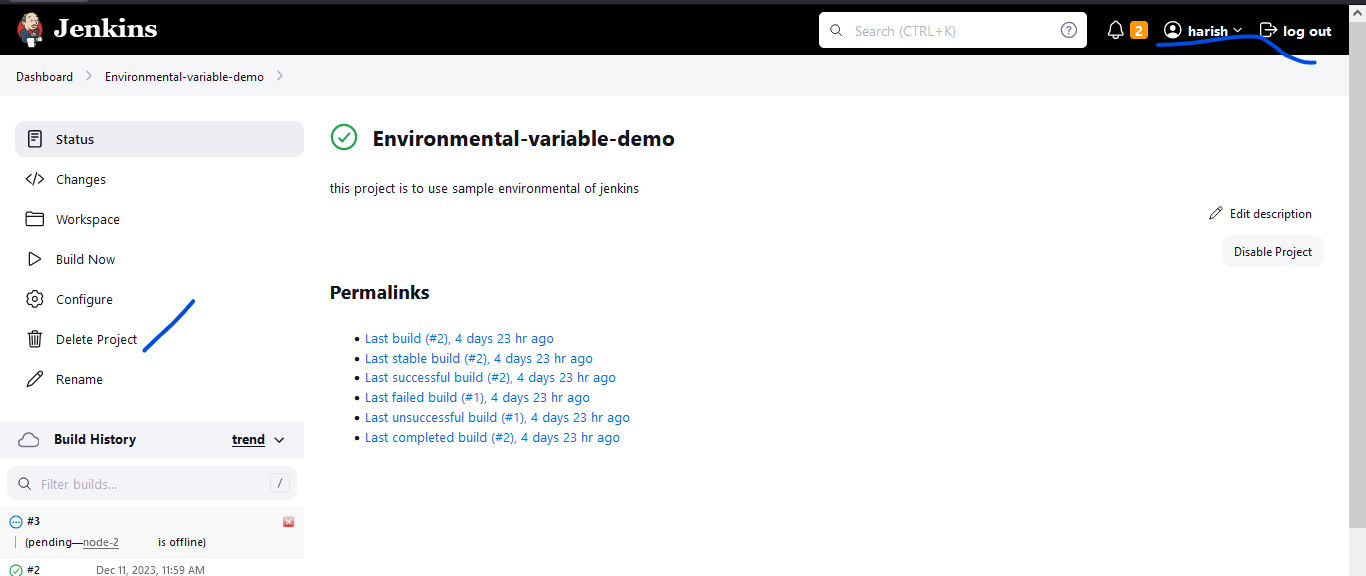 Jenkins
Search (CTRL+K)
?
2
harish
log out
Dashboard
Environmental-variable-demo
Status
Changes
Workspace
Build Now
Configure
Delete Project
Rename
Build History
trend
Filter builds...
/
#3
(pending—node-2 is offline)
#2 Dec 11, 2023, 11:59 AM
Environmental-variable-demo
this project is to use sample environmental of jenkins
Edit description
Disable Project
Permalinks
Last build (#2), 4 days 23 hr ago
Last stable build (#2), 4 days 23 hr ago
Last successful build (#2), 4 days 23 hr ago
Last failed build (#1), 4 days 23 hr ago
Last unsuccessful build (#1), 4 days 23 hr ago
Last completed build (#2), 4 days 23 hr ago